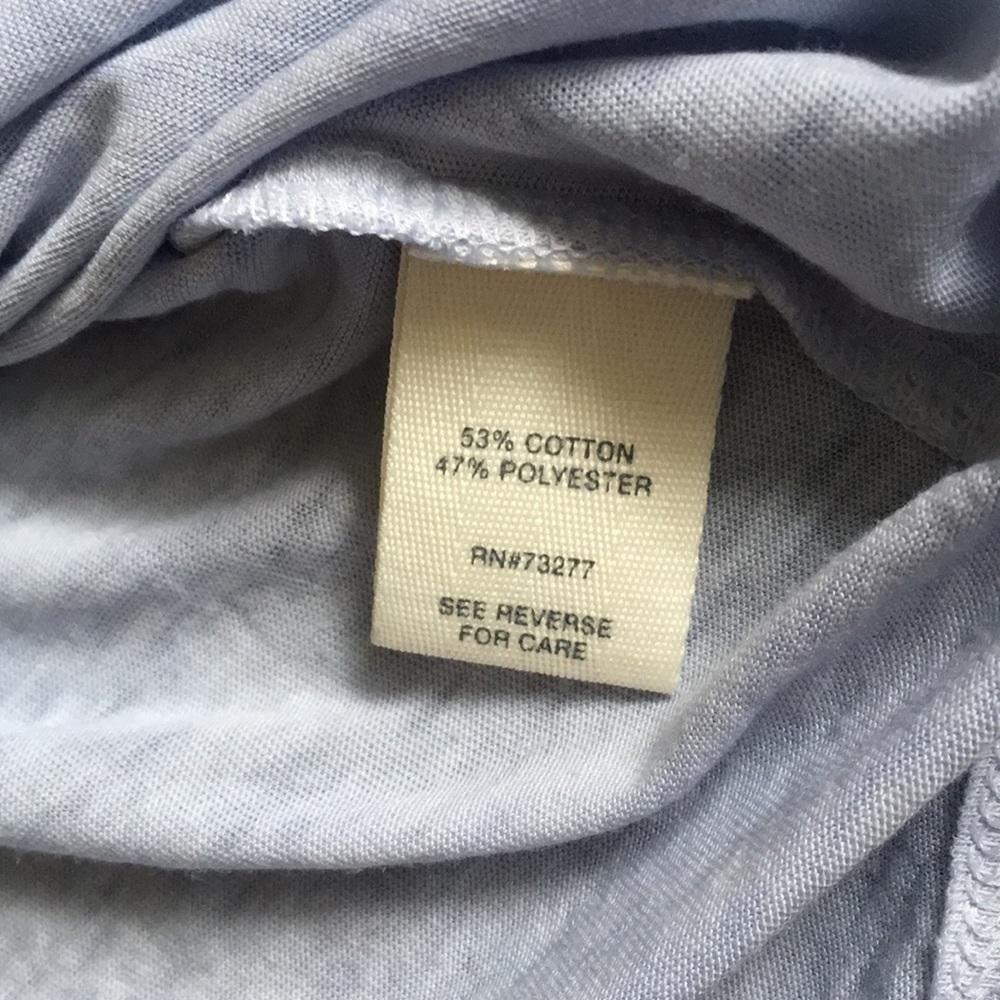 53% COTTON
47% POLYESTER
RN#73277
SEE REVERSE
FOR CARE